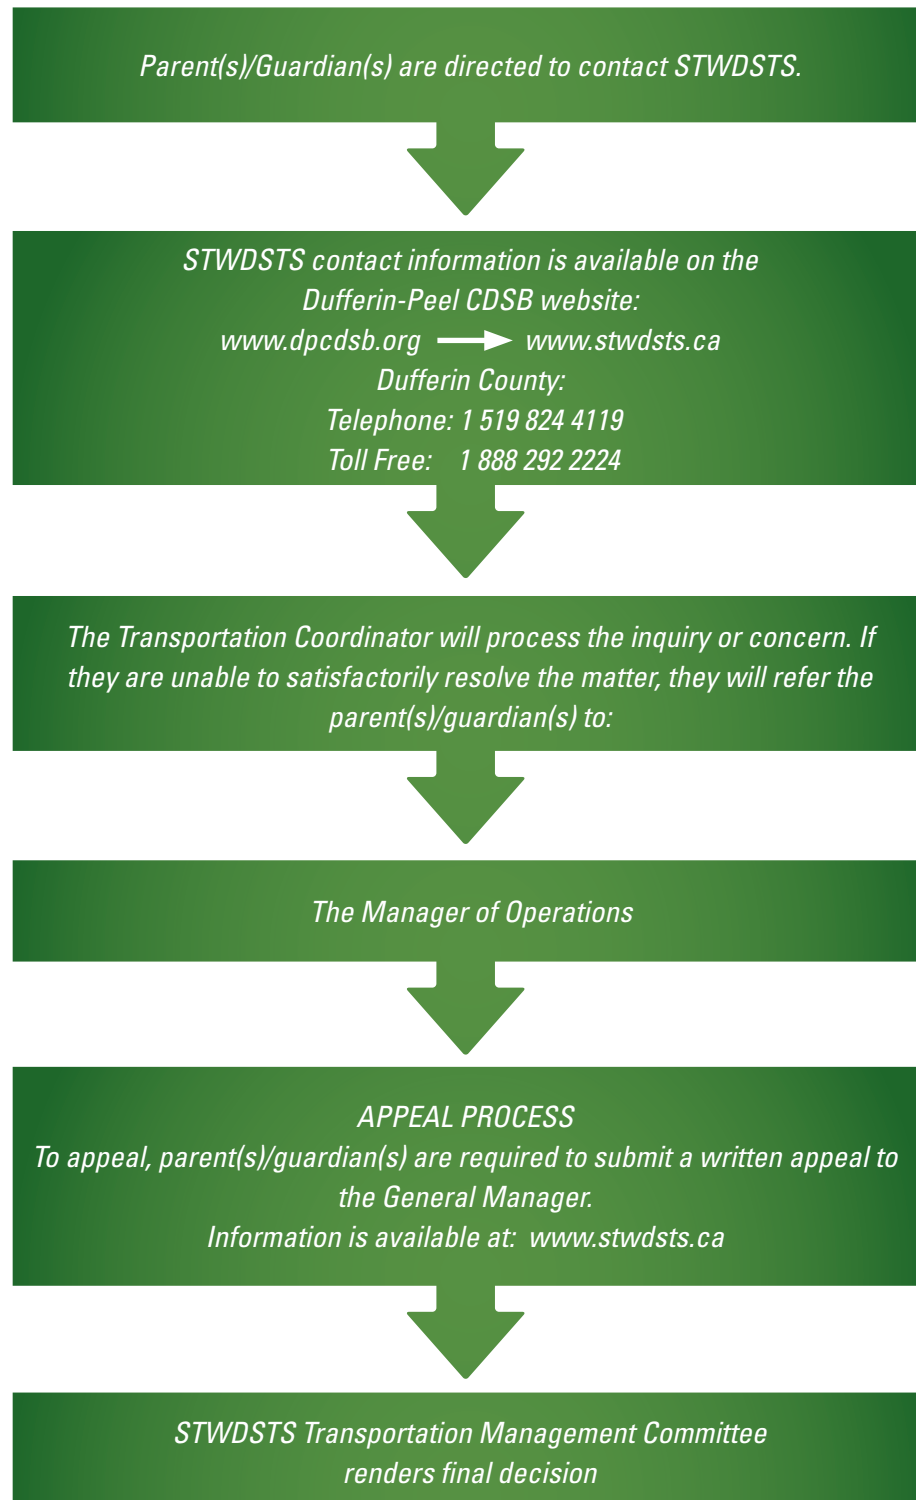 Parent(s)/Guardian(s) are directed to contact STWDSTS.
STWDSTS contact information is available on the
Dufferin-Peel CDSB website:
www.dpcdsb.org www.stwdsts.ca
Dufferin County:
Telephone: 1 519 824 4119
Toll Free: 1 888 292 2224
The Transportation Coordinator will process the inquiry or concern. If
they are unable to satisfactorily resolve the matter, they will refer the
parent(s)/guardian(s) to:
The Manager of Operations
APPEAL PROCESS
To appeal, parent(s)/guardian(s) are required to submit a written appeal to
the General Manager.
Information is available at: www.stwdsts.ca
STWDSTS Transportation Management Committee
renders final decision